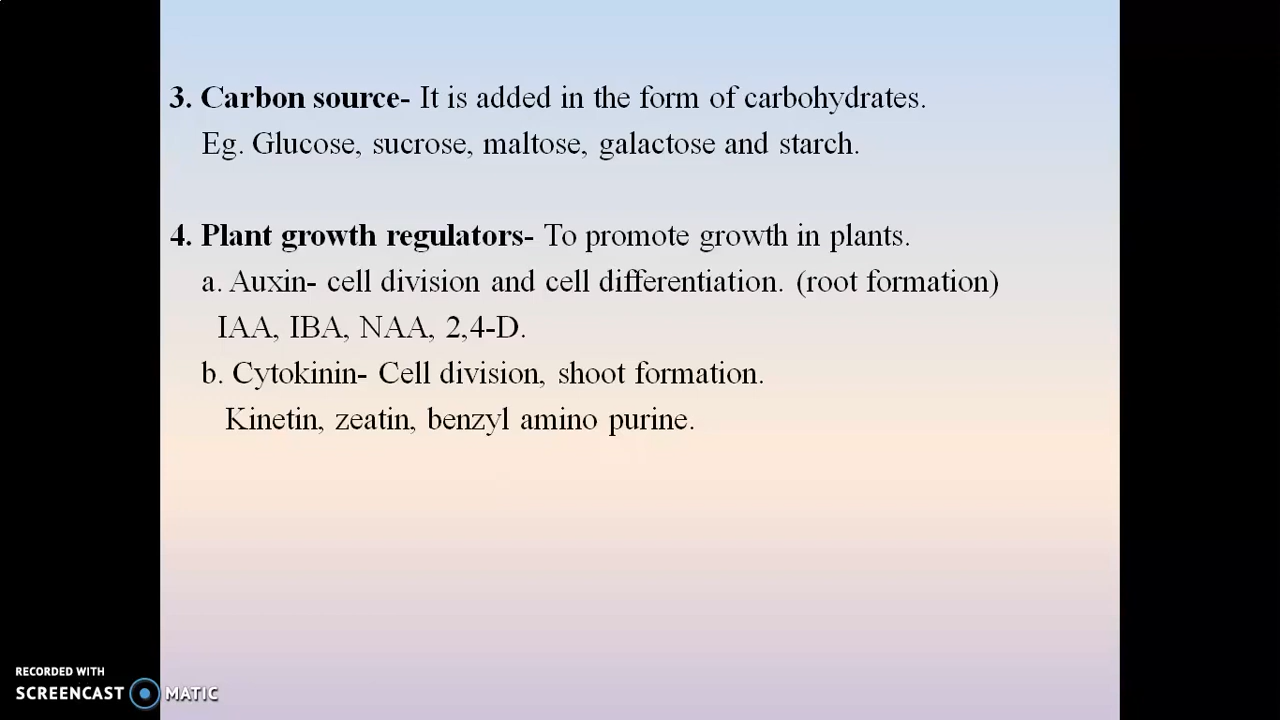 3. Carbon source- It is added in the form of carbohydrates.
Eg. Glucose, sucrose, maltose, galactose and starch.
4. Plant growth regulators- To promote growth in plants.
a. Auxin- cell division and cell differentiation. (root formation)
IAA, IBA, NAA, 2,4-D.
b. Cytokinin- Cell division, shoot formation.
Kinetin, zeatin, benzyl amino purine.
RECORDED WITH
SCREENCAST MATIC